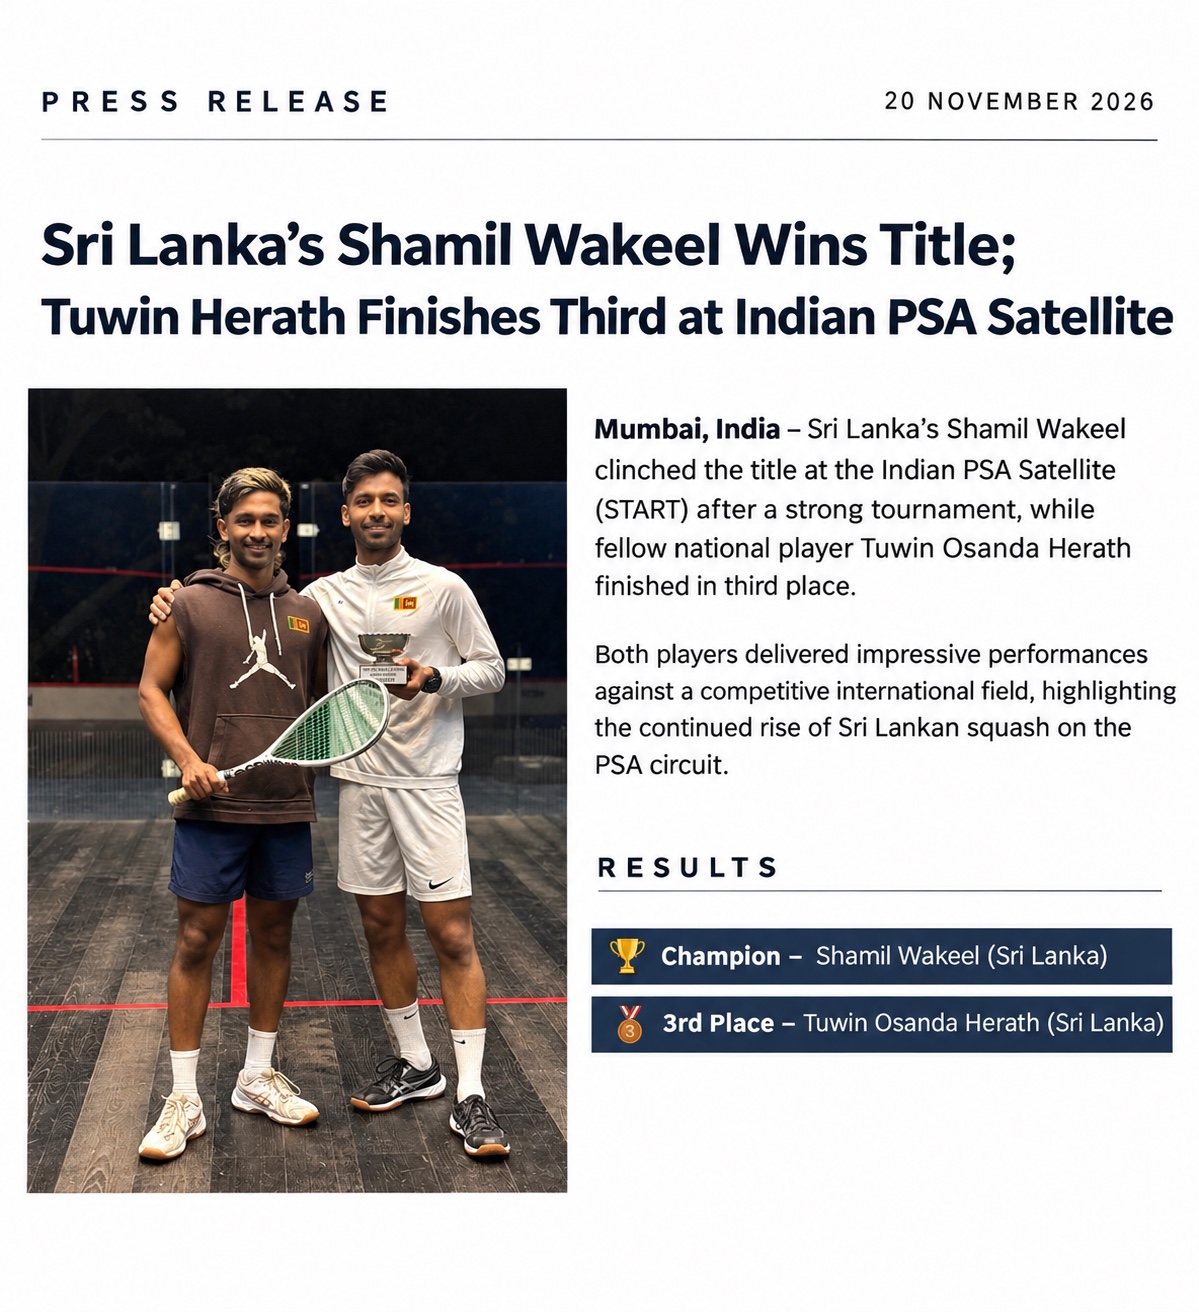 PRESS RELEASE
20 NOVEMBER 2026
Sri Lanka’s Shamil Wakeel Wins Title;
Tuwin Herath Finishes Third at Indian PSA Satellite
Mumbai, India – Sri Lanka’s Shamil Wakeel
clinched the title at the Indian PSA Satellite
(START) after a strong tournament, while
fellow national player Tuwin Osanda Herath
finished in third place.
Both players delivered impressive performances
against a competitive international field, highlighting
the continued rise of Sri Lankan squash on the
PSA circuit.
RESULTS
Champion – Shamil Wakeel (Sri Lanka)
3
3rd Place – Tuwin Osanda Herath (Sri Lanka)